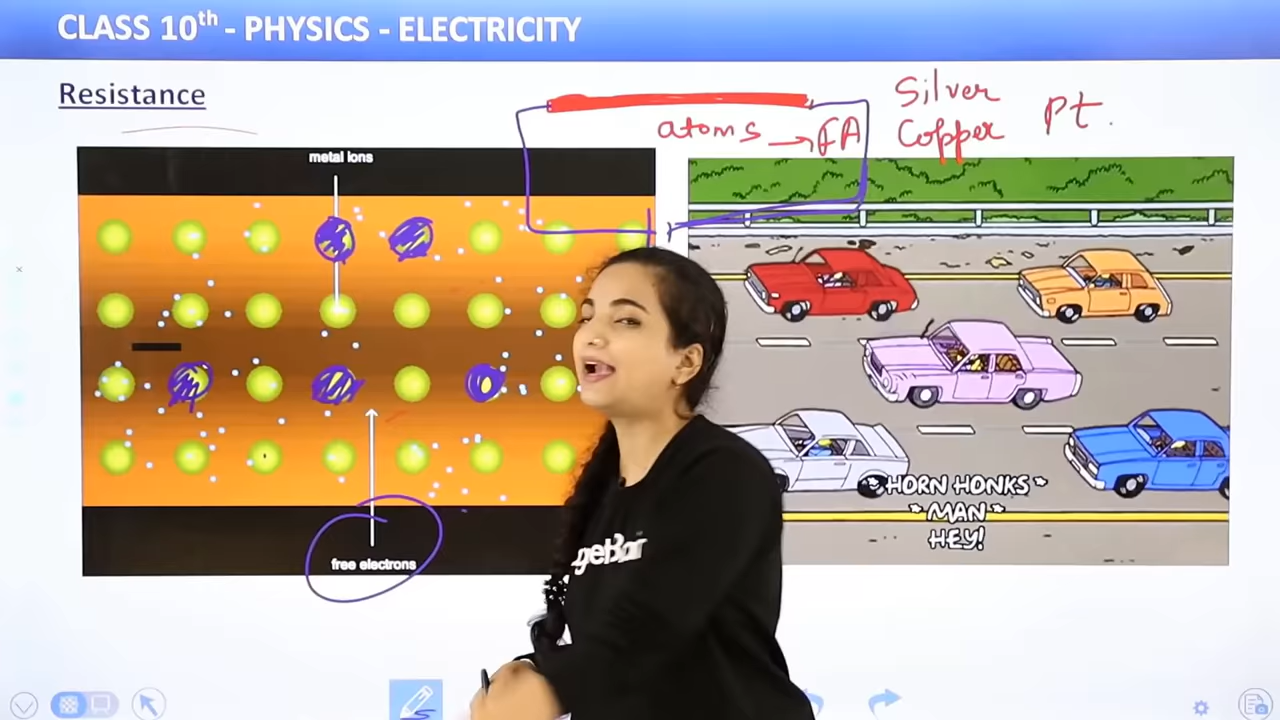 CLASS 10th - PHYSICS - ELECTRICITY
Resistance
Silver
Copper
Pt.
atoms → FA
metal ions
free electrons
HORN HONKS
MAN
HEY!